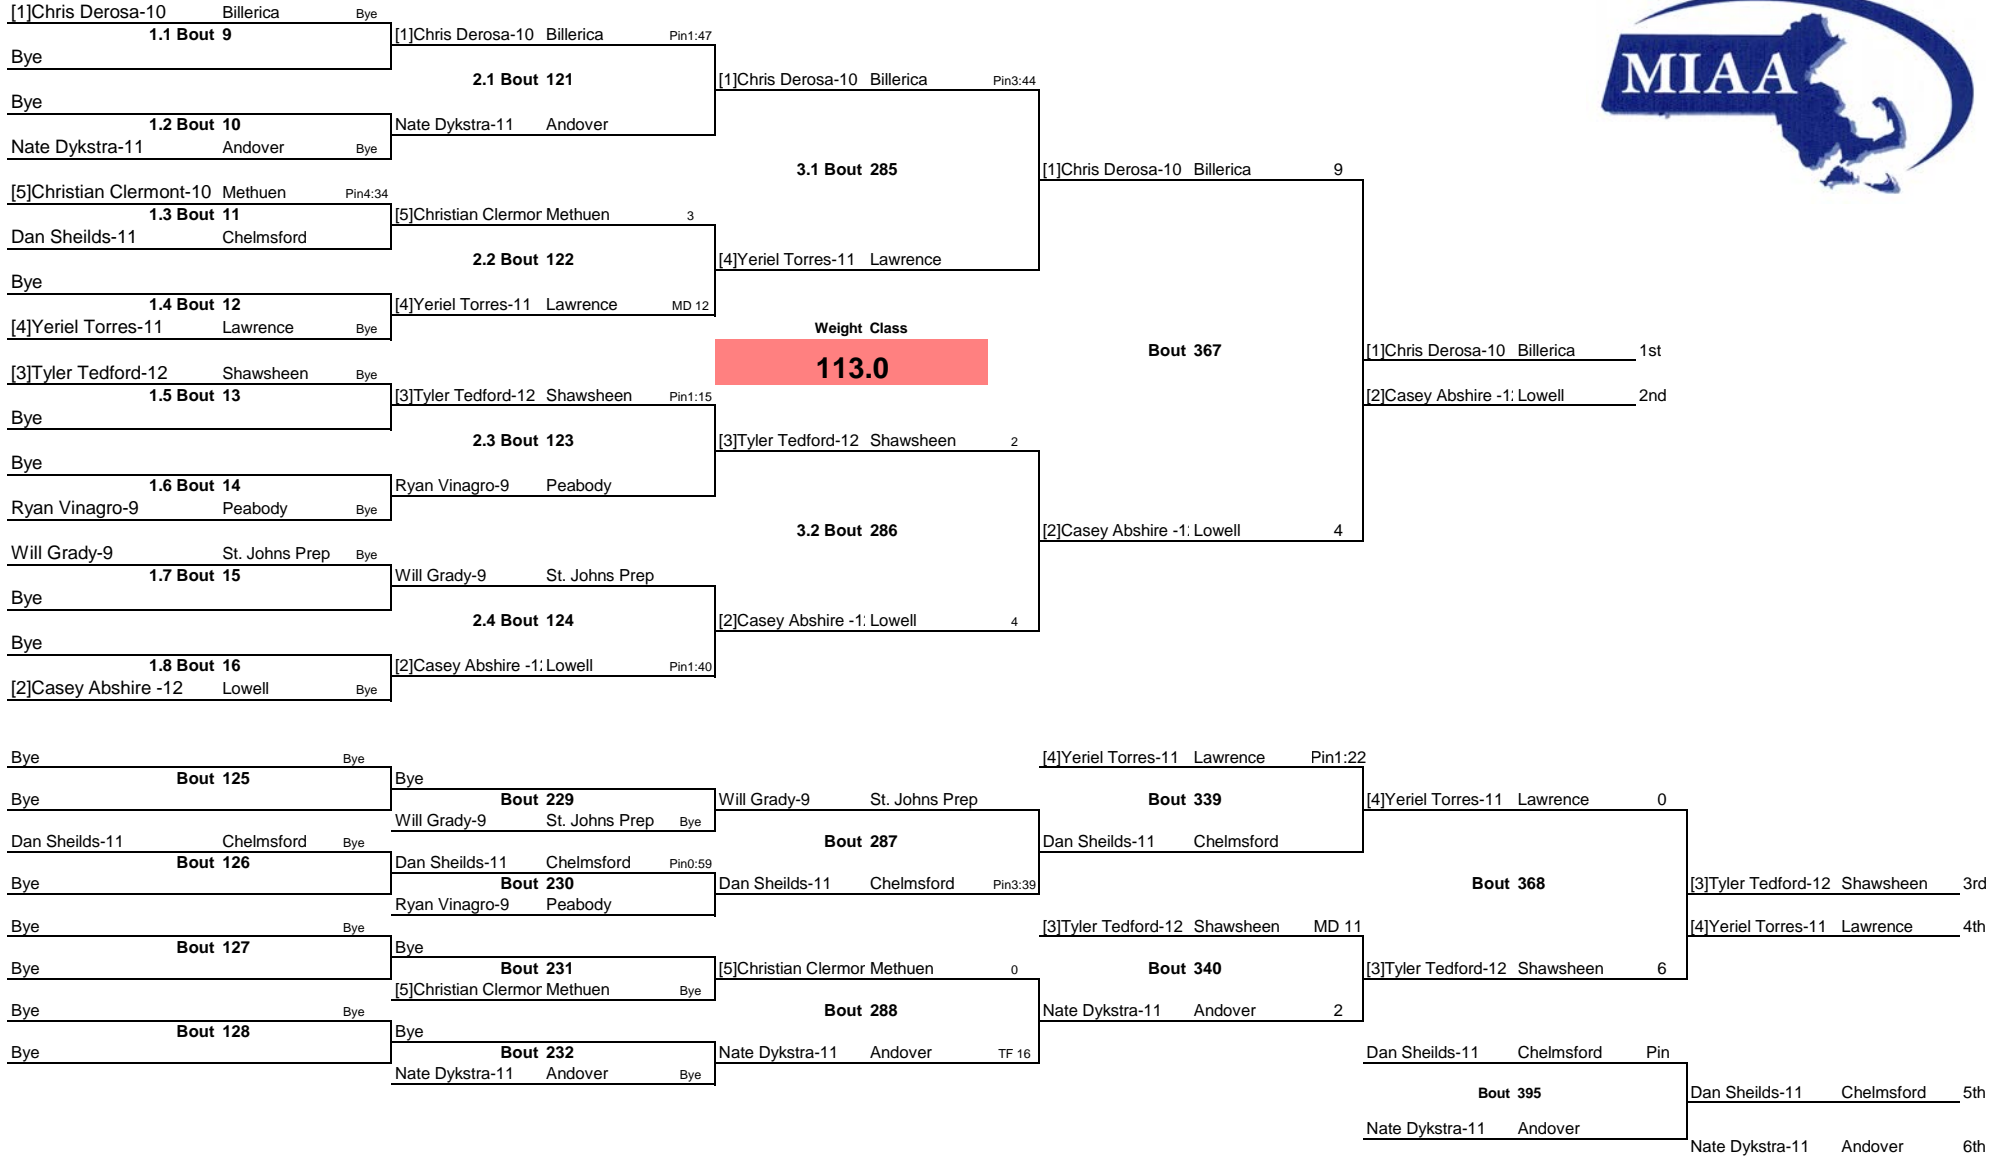 [1]Chris Derosa-10 Billerica Bye
1.1 Bout 9
Bye
Bye
1.2 Bout 10
Nate Dykstra-11 Andover Bye
[5]Christian Clermont-10 Methuen Pin4:34
1.3 Bout 11
Dan Sheilds-11 Chelmsford
Bye
1.4 Bout 12
[4]Yeriel Torres-11 Lawrence Bye
[3]Tyler Tedford-12 Shawsheen Bye
1.5 Bout 13
Bye
Bye
1.6 Bout 14
Ryan Vinagro-9 Peabody Bye
Will Grady-9 St. Johns Prep Bye
1.7 Bout 15
Bye
Bye
1.8 Bout 16
[2]Casey Abshire -12 Lowell Bye
[1]Chris Derosa-10 Billerica Pin1:47
2.1 Bout 121
Nate Dykstra-11 Andover
[5]Christian Clermor Methuen 3
2.2 Bout 122
[4]Yeriel Torres-11 Lawrence MD 12
[3]Tyler Tedford-12 Shawsheen Pin1:15
2.3 Bout 123
Ryan Vinagro-9 Peabody
Will Grady-9 St. Johns Prep
2.4 Bout 124
[2]Casey Abshire -1: Lowell Pin1:40
[1]Chris Derosa-10 Billerica Pin3:44
3.1 Bout 285
[4]Yeriel Torres-11 Lawrence
Weight Class
113.0
[3]Tyler Tedford-12 Shawsheen 2
3.2 Bout 286
[2]Casey Abshire -1: Lowell 4
[1]Chris Derosa-10 Billerica 9
Bout 367
[2]Casey Abshire -1: Lowell 4
[1]Chris Derosa-10 Billerica 1st
[2]Casey Abshire -1: Lowell 2nd
MIAA
Bye Bye
Bout 125
Bye
Dan Sheilds-11 Chelmsford Bye
Bout 126
Bye
Bye Bye
Bout 127
Bye
Bye Bye
Bout 128
Bye
Bye
Bout 229
Will Grady-9 St. Johns Prep Bye
Dan Sheilds-11 Chelmsford Pin0:59
Bout 230
Ryan Vinagro-9 Peabody
Bye
Bout 231
[5]Christian Clermor Methuen Bye
Bye
Bout 232
Nate Dykstra-11 Andover Bye
Will Grady-9 St. Johns Prep
Bout 287
Dan Sheilds-11 Chelmsford Pin3:39
[5]Christian Clermor Methuen 0
Bout 288
Nate Dykstra-11 Andover TF 16
[4]Yeriel Torres-11 Lawrence Pin1:22
Bout 339
Dan Sheilds-11 Chelmsford
[3]Tyler Tedford-12 Shawsheen MD 11
Bout 340
Nate Dykstra-11 Andover 2
[4]Yeriel Torres-11 Lawrence 0
Bout 368
[3]Tyler Tedford-12 Shawsheen 6
[3]Tyler Tedford-12 Shawsheen 3rd
[4]Yeriel Torres-11 Lawrence 4th
Dan Sheilds-11 Chelmsford Pin
Bout 395
Nate Dykstra-11 Andover
Dan Sheilds-11 Chelmsford 5th
Nate Dykstra-11 Andover 6th